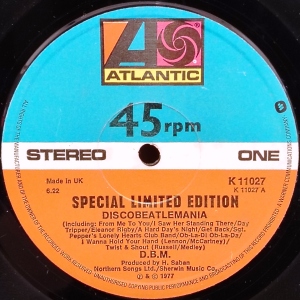 ATLANTIC
45 rpm
STEREO ONE
Made in UK K 11027
6.22 K 11027 A
SPECIAL LIMITED EDITION
DISCOBEATLEMANIA
(Including: From Me To You/I Saw Her Standing There/Day
Tripper/Eleanor Rigby/A Hard Day's Night/Get Back/Sgt.
Pepper's Lonely Hearts Club Band/Ob-La-Di Ob-La-Da/
I Wanna Hold Your Hand (Lennon/McCartney)/
Twist & Shout (Russell/Medley)
D.B.M.
Produced by H. Saban
Northern Songs Ltd./Sherwin Music Co.
℗ & © 1977